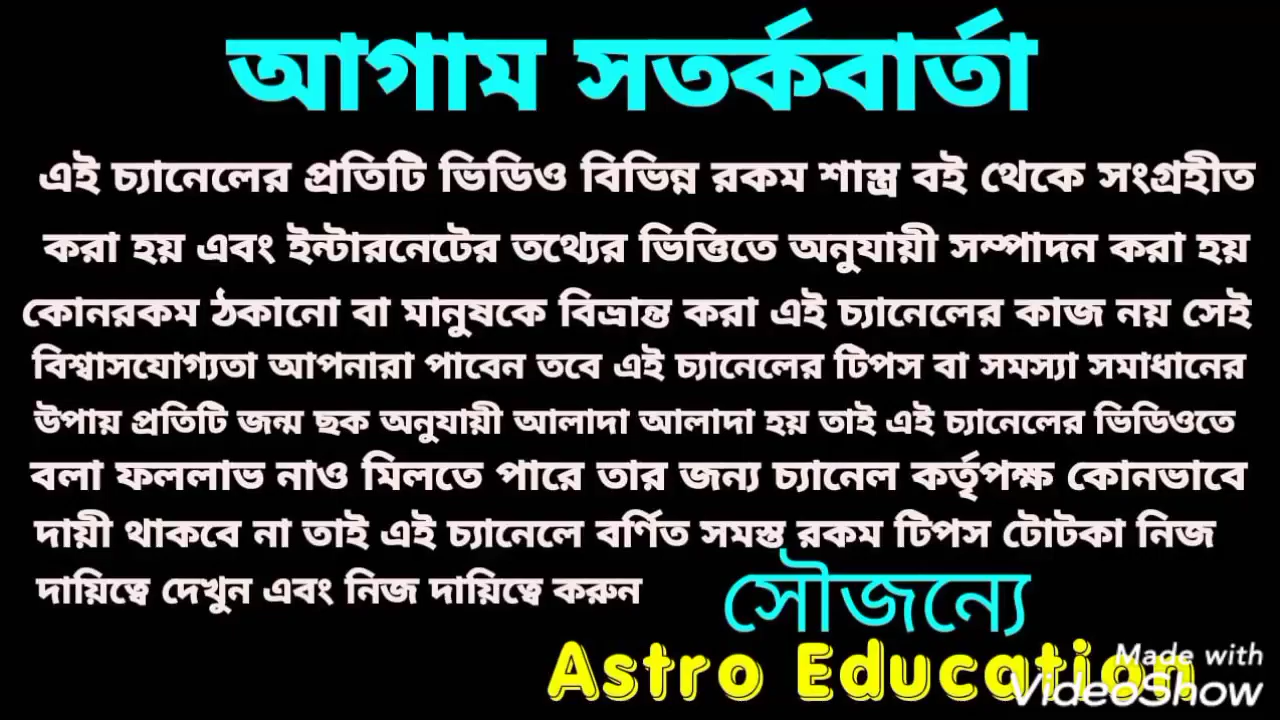 আগাম সতর্কবার্তা
এই চ্যানেলের প্রতিটি ভিডিও বিভিন্ন রকম শাস্ত্র বই থেকে সংগ্রহীত
করা হয় এবং ইন্টারনেটের তথ্যের ভিত্তিতে অনুযায়ী সম্পাদন করা হয়
কোনরকম ঠকানো বা মানুষকে বিভ্রান্ত করা এই চ্যানেলের কাজ নয় সেই
বিশ্বাসযোগ্যতা আপনারা পাবেন তবে এই চ্যানেলের টিপস বা সমস্যা সমাধানের
উপায় প্রতিটি জন্ম ছক অনুযায়ী আলাদা আলাদা হয় তাই এই চ্যানেলের ভিডিওতে
বলা ফললাভ নাও মিলতে পারে তার জন্য চ্যানেল কর্তৃপক্ষ কোনভাবে
দায়ী থাকবে না তাই এই চ্যানেলে বর্ণিত সমস্ত রকম টিপস টোটকা নিজ
দায়িত্বে দেখুন এবং নিজ দায়িত্বে করুন
সৌজন্যে
Astro Education
Made with
VideoShow